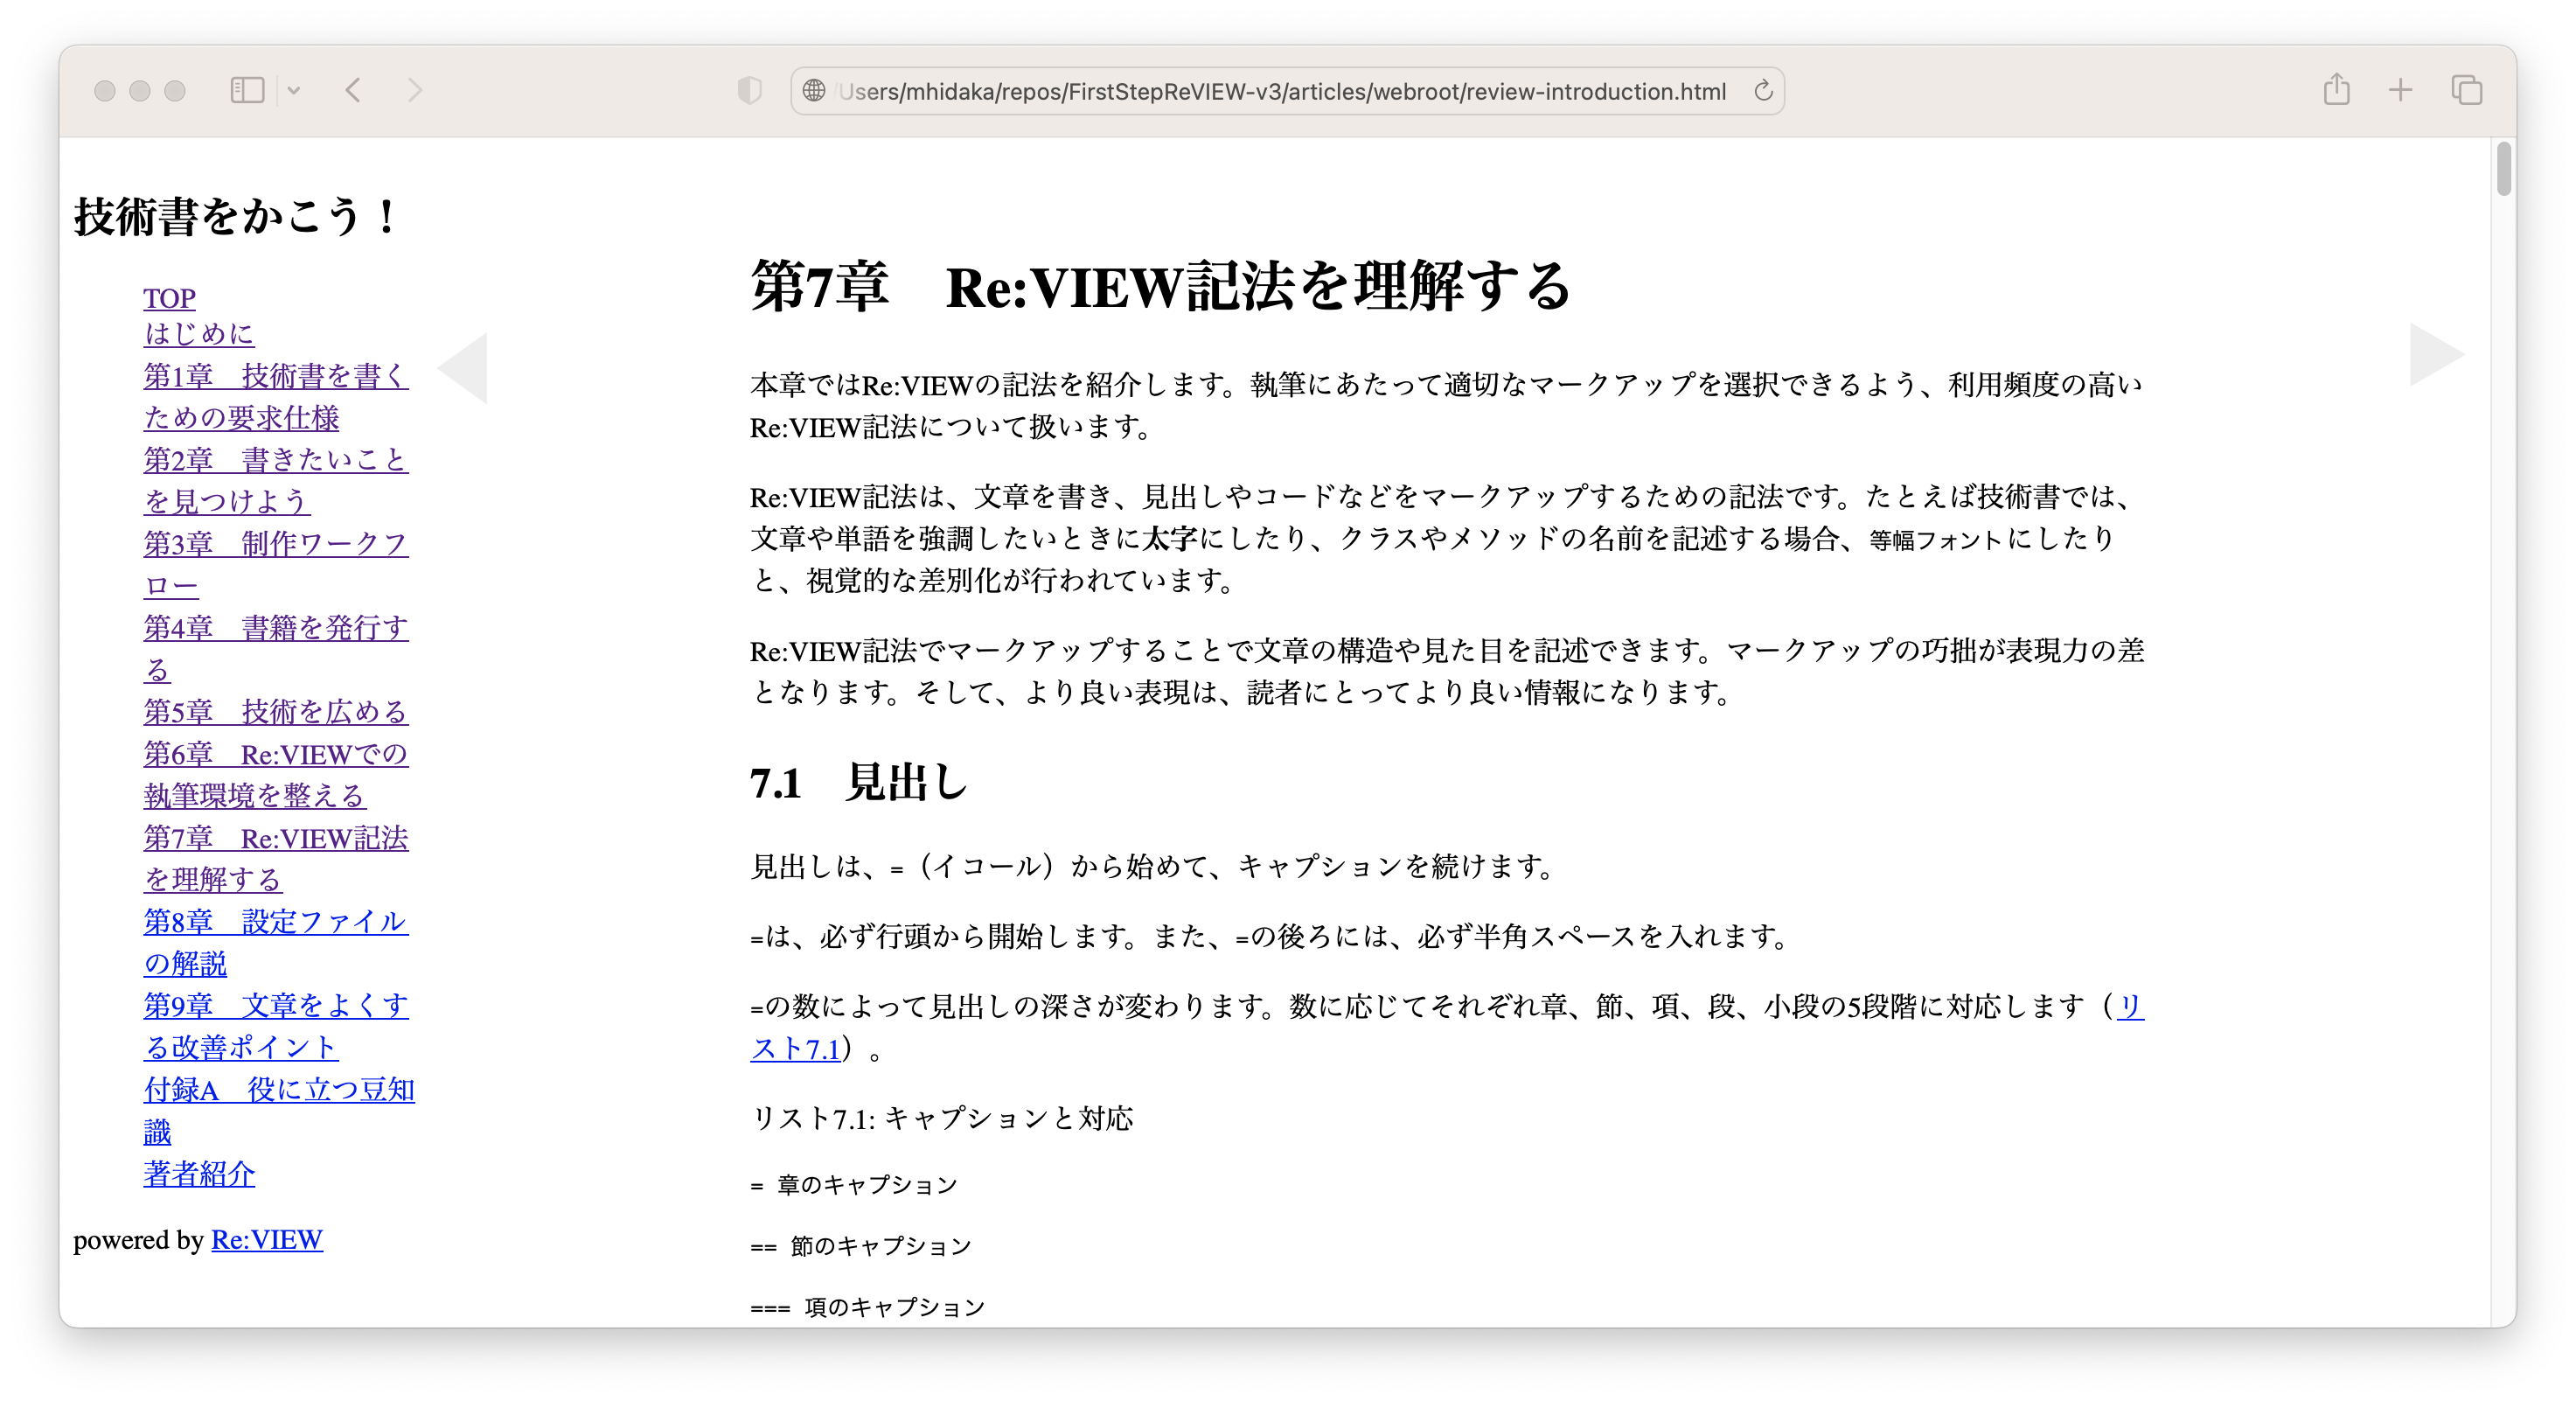 /Users/mhidaka/repos/FirstStepReVIEW-v3/articles/webroot/review-introduction.html
技術書をかこう！
TOP
はじめに
第1章　技術書を書く
ための要求仕様
第2章　書きたいこと
を見つけよう
第3章　制作ワークフ
ロー
第4章　書籍を発行す
る
第5章　技術を広める
第6章　Re:VIEWでの
執筆環境を整える
第7章　Re:VIEW記法
を理解する
第8章　設定ファイル
の解説
第9章　文章をよくす
る改善ポイント
付録A　役に立つ豆知
識
著者紹介
powered by Re:VIEW
第7章　Re:VIEW記法を理解する
本章ではRe:VIEWの記法を紹介します。執筆にあたって適切なマークアップを選択できるよう、利用頻度の高い
Re:VIEW記法について扱います。
Re:VIEW記法は、文章を書き、見出しやコードなどをマークアップするための記法です。たとえば技術書では、
文章や単語を強調したいときに太字にしたり、クラスやメソッドの名前を記述する場合、等幅フォントにしたり
と、視覚的な差別化が行われています。
Re:VIEW記法でマークアップすることで文章の構造や見た目を記述できます。マークアップの巧拙が表現力の差
となります。そして、より良い表現は、読者にとってより良い情報になります。
7.1　見出し
見出しは、=（イコール）から始めて、キャプションを続けます。
=は、必ず行頭から開始します。また、=の後ろには、必ず半角スペースを入れます。
=の数によって見出しの深さが変わります。数に応じてそれぞれ章、節、項、段、小段の5段階に対応します（リ
スト7.1）。
リスト7.1: キャプションと対応
= 章のキャプション
== 節のキャプション
=== 項のキャプション